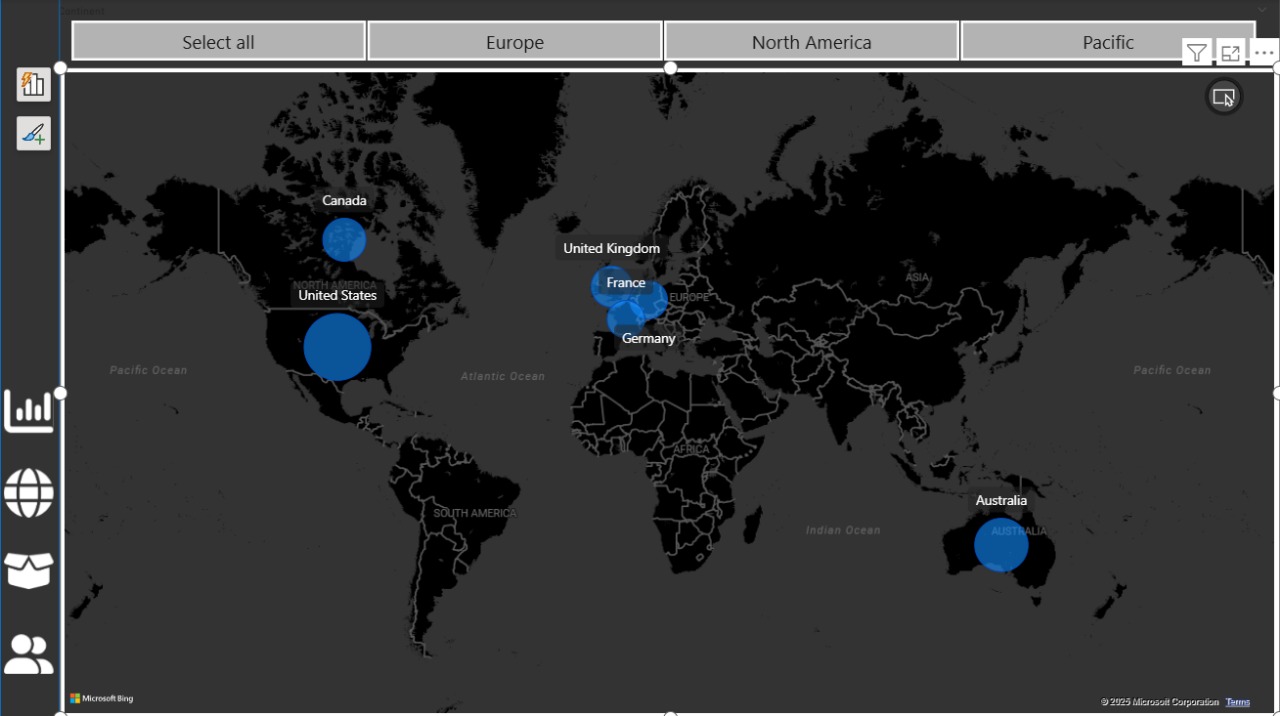 Continent
Select all
Europe
North America
Pacific
Canada
NORTH AMERICA
United States
United Kingdom
France
EUROPE
Germany
ASIA
Pacific Ocean
Atlantic Ocean
Pacific Ocean
AFRICA
SOUTH AMERICA
Indian Ocean
Australia
AUSTRALIA
Microsoft Bing
© 2025 Microsoft Corporation Terms